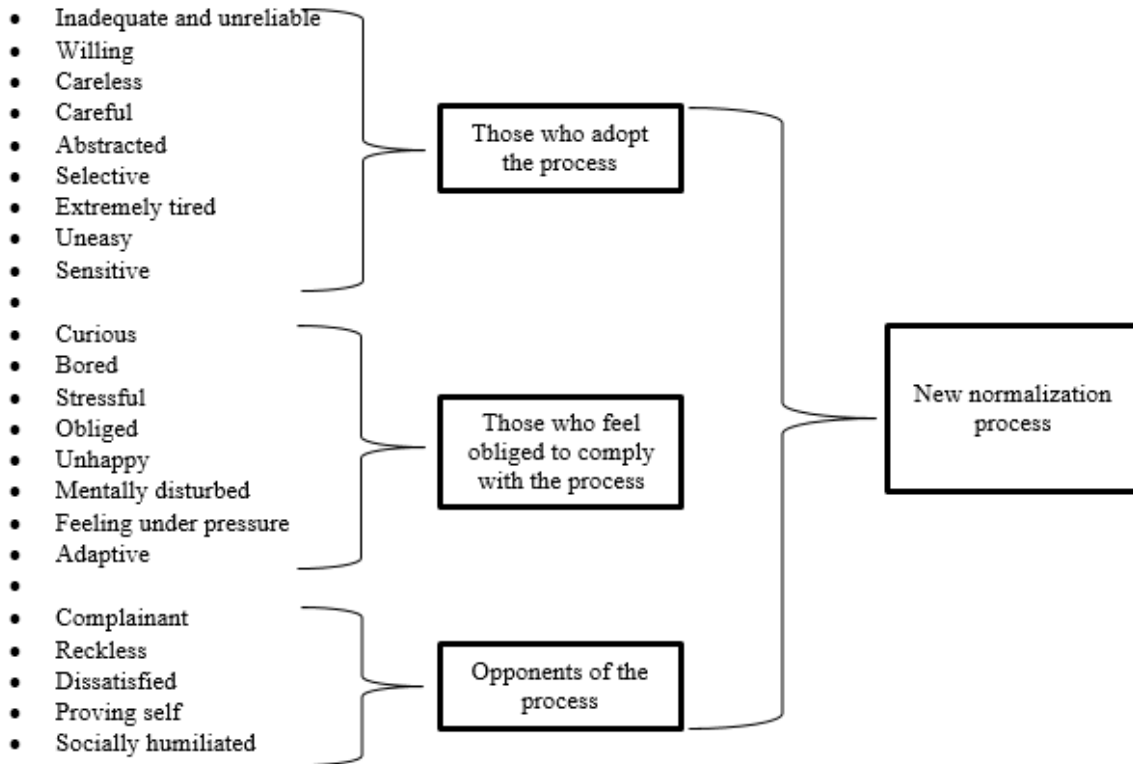 • Inadequate and unreliable
• Willing
• Careless
• Careful
• Abstracted
• Selective
• Extremely tired
• Uneasy
• Sensitive
•
• Curious
• Bored
• Stressful
• Obliged
• Unhappy
• Mentally disturbed
• Feeling under pressure
• Adaptive
•
• Complainant
• Reckless
• Dissatisfied
• Proving self
• Socially humiliated
Those who adopt
the process
Those who feel
obliged to comply
with the process
Opponents of the
process
New normalization
process